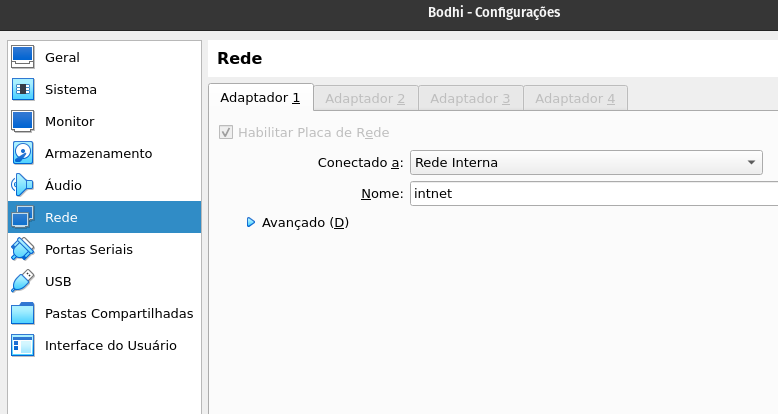 Bodhi - Configurações
Geral
Sistema
Monitor
Armazenamento
Áudio
Rede
Portas Seriais
USB
Pastas Compartilhadas
Interface do Usuário
Rede
Adaptador 1 Adaptador 2 Adaptador 3 Adaptador 4
Habilitar Placa de Rede
Conectado a: Rede Interna
Nome: intnet
Avançado (D)